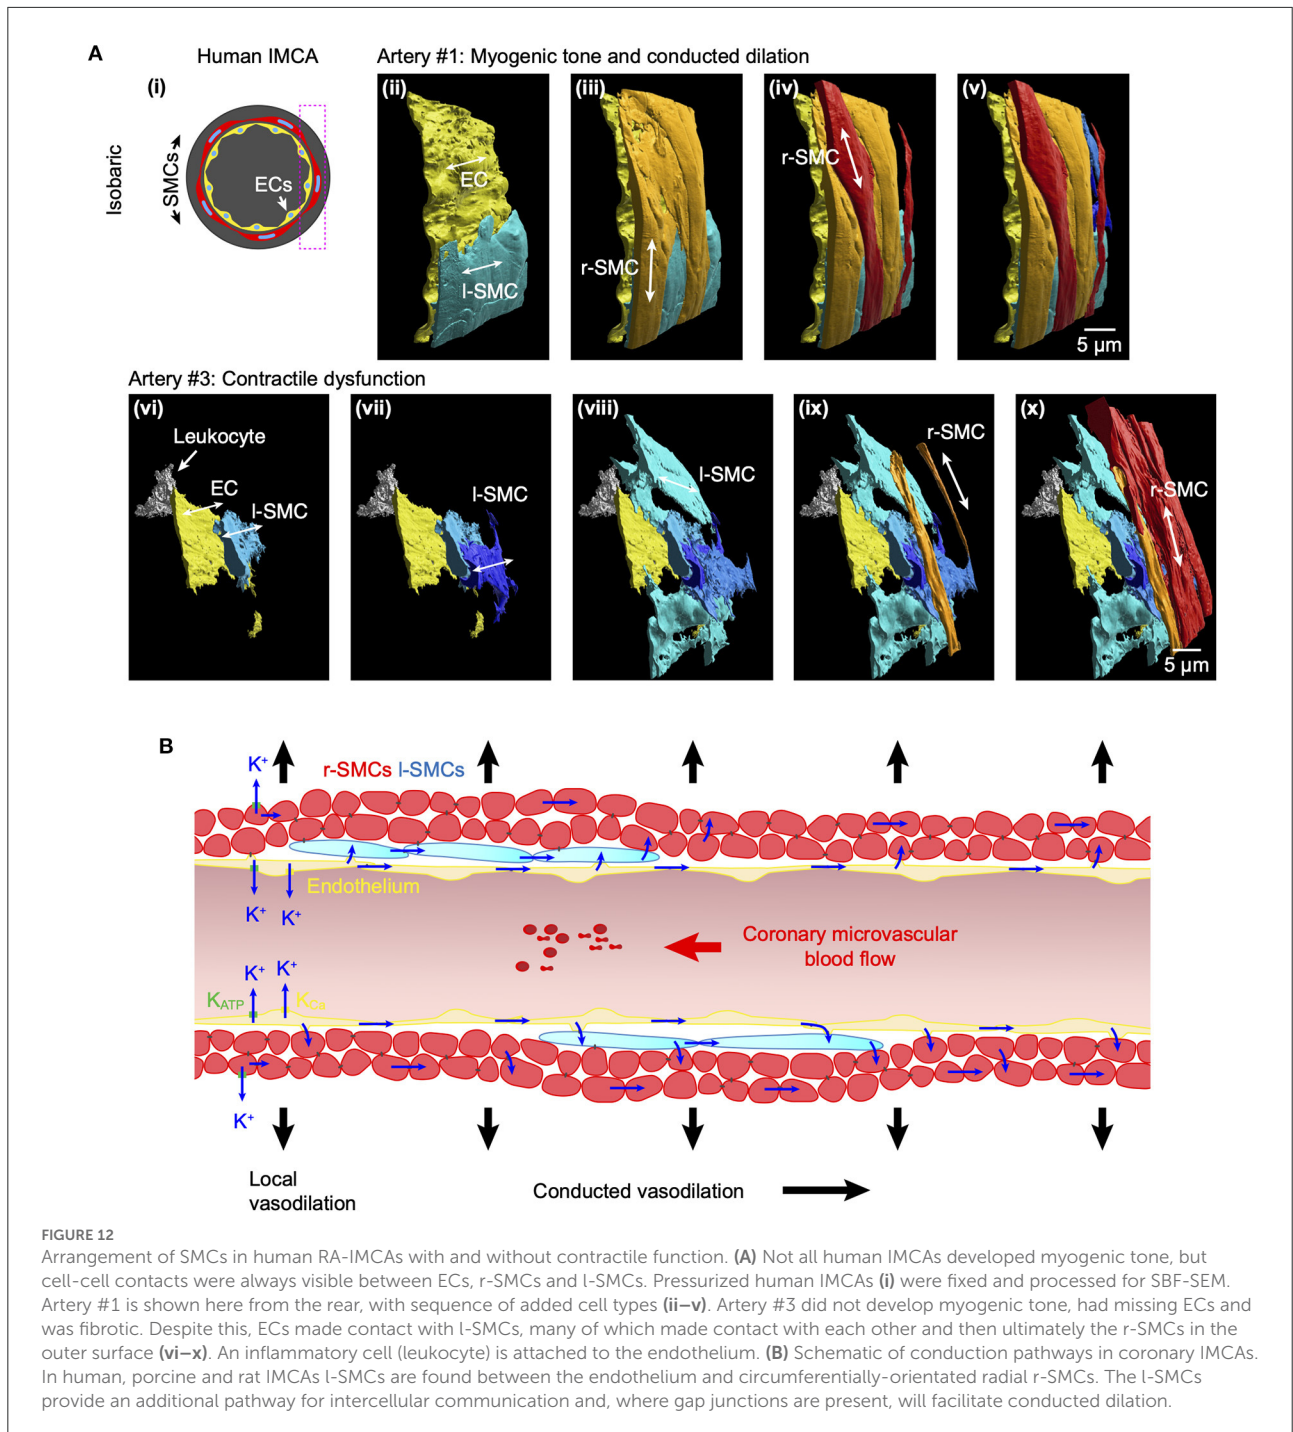 A
Human IMCA
Artery #1: Myogenic tone and conducted dilation
(i)
Isobaric
SMCs
ECs
(ii)
EC
l-SMC
(iii)
r-SMC
(iv)
r-SMC
(v)
5 µm
Artery #3: Contractile dysfunction
(vi)
Leukocyte
EC
l-SMC
(vii)
l-SMC
(viii)
l-SMC
(ix)
r-SMC
(x)
r-SMC
5 µm
B
K+
r-SMCs l-SMCs
Endothelium
K+
K+
Coronary microvascular
blood flow
K+
K+
KATP
KCa
K+
Local
vasodilation
Conducted vasodilation
FIGURE 12
Arrangement of SMCs in human RA-IMCAs with and without contractile function. (A) Not all human IMCAs developed myogenic tone, but
cell-cell contacts were always visible between ECs, r-SMCs and l-SMCs. Pressurized human IMCAs (i) were fixed and processed for SBF-SEM.
Artery #1 is shown here from the rear, with sequence of added cell types (ii–v). Artery #3 did not develop myogenic tone, had missing ECs and
was fibrotic. Despite this, ECs made contact with l-SMCs, many of which made contact with each other and then ultimately the r-SMCs in the
outer surface (vi–x). An inflammatory cell (leukocyte) is attached to the endothelium. (B) Schematic of conduction pathways in coronary IMCAs.
In human, porcine and rat IMCAs l-SMCs are found between the endothelium and circumferentially-orientated radial r-SMCs. The l-SMCs
provide an additional pathway for intercellular communication and, where gap junctions are present, will facilitate conducted dilation.